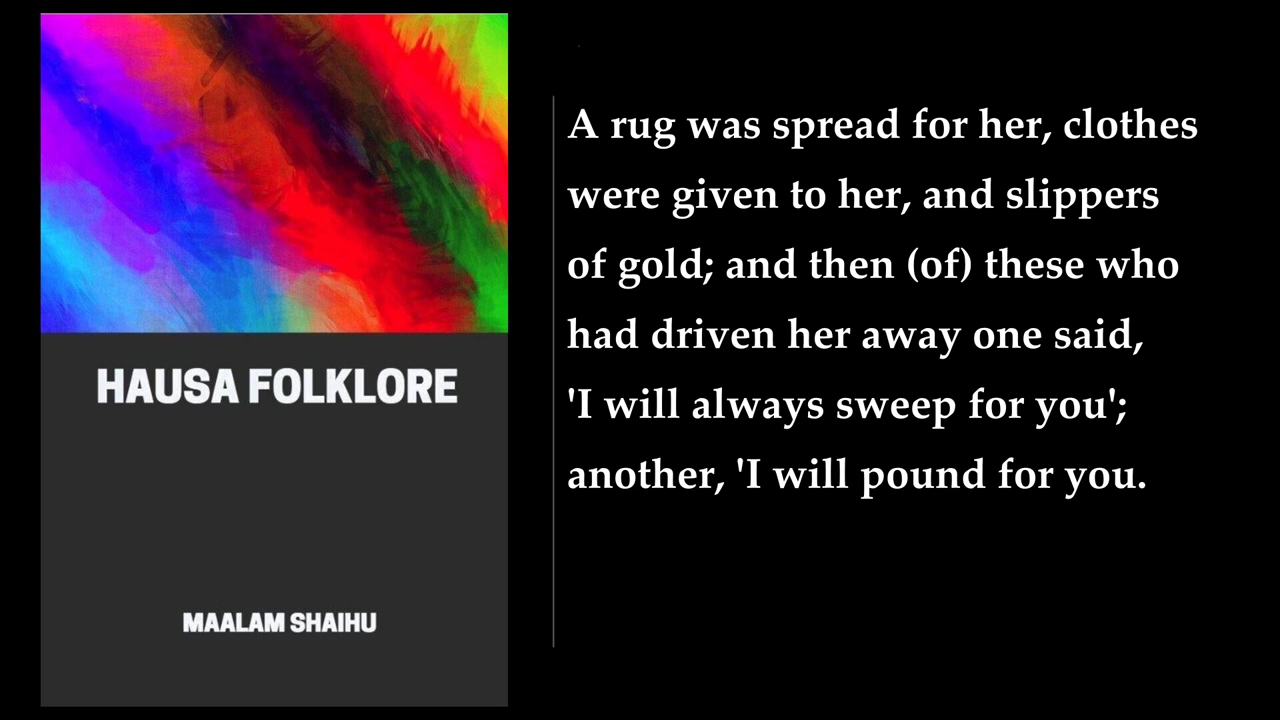 HAUSA FOLKLORE
MAALAM SHAIHU
A rug was spread for her, clothes
were given to her, and slippers
of gold; and then (of) these who
had driven her away one said,
'I will always sweep for you';
another, 'I will pound for you.